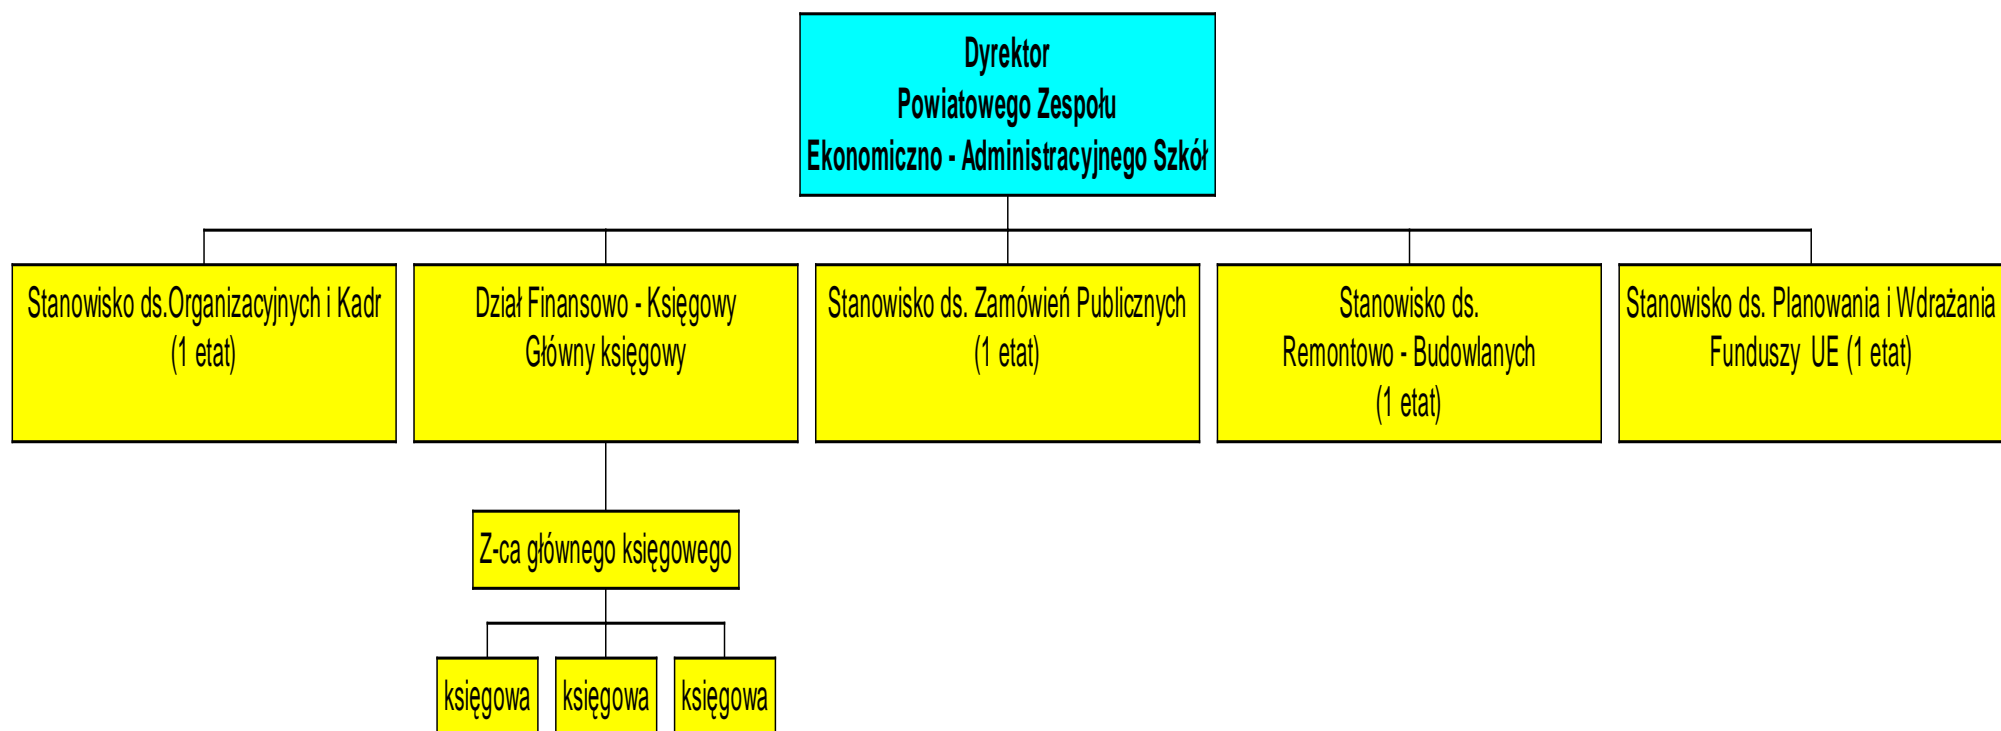 Dyrektor
Powiatowego Zespołu
Ekonomiczno - Administracyjnego Szkół
Stanowisko ds.Organizacyjnych i Kadr
(1 etat)
Dział Finansowo - Księgowy
Główny księgowy
Stanowisko ds. Zamówień Publicznych
(1 etat)
Stanowisko ds.
Remontowo - Budowlanych
(1 etat)
Stanowisko ds. Planowania i Wdrażania
Funduszy  UE (1 etat)
Z-ca głównego księgowego
księgowa
księgowa
księgowa